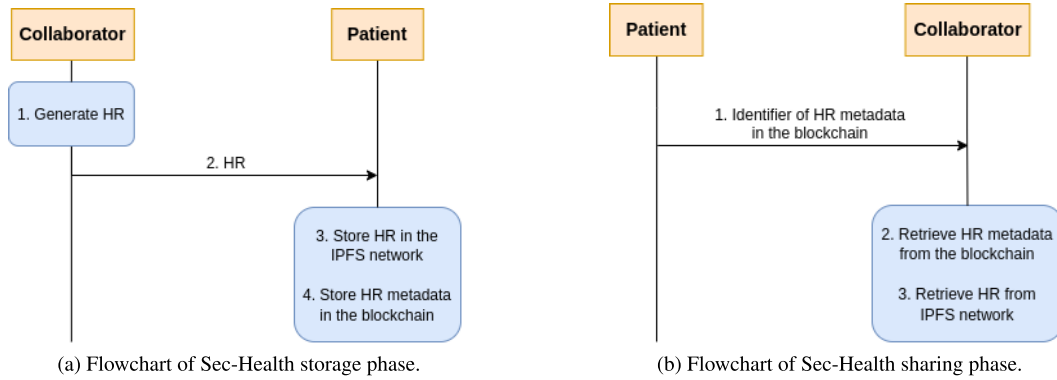 Collaborator
Patient
1. Generate HR
2. HR
3. Store HR in the
IPFS network
4. Store HR metadata
in the blockchain
(a) Flowchart of Sec-Health storage phase.
Patient
Collaborator
1. Identifier of HR metadata
in the blockchain
2. Retrieve HR metadata
from the blockchain
3. Retrieve HR from
IPFS network
(b) Flowchart of Sec-Health sharing phase.